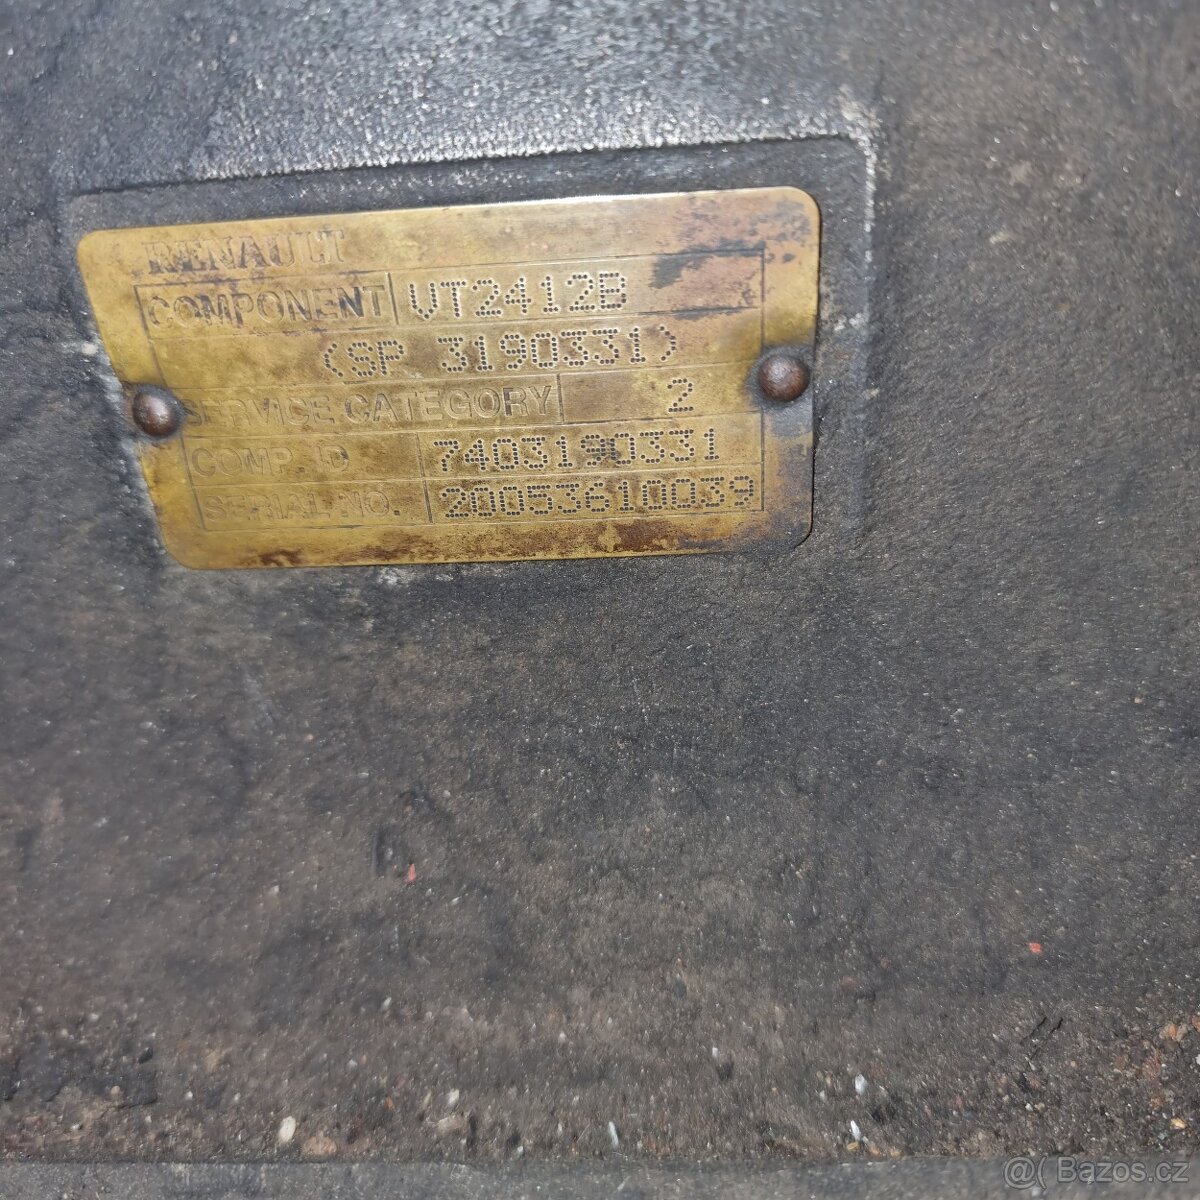 RENAULT
COMPONENT VT2412B
(SP 3190331)
SERVICE CATEGORY 2
COMP. ID 7403190331
SERIAL NO. 20053610039
@( Bazos.cz